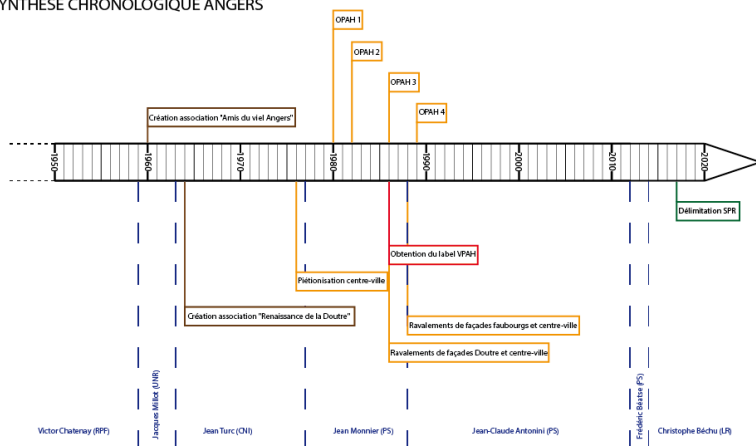 YNTHÈSE CHRONOLOGIQUE ANGERS
OPAH 1
OPAH 2
OPAH 3
OPAH 4
Création association "Amis du viel Angers"
1950
1960
1970
1980
1990
2000
2010
2020
Délimitation SPR
Obtention du label VPAH
Piétionisation centre-ville
Création association "Renaissance de la Doutre"
Ravalements de façades faubourgs et centre-ville
Ravalements de façades Doutre et centre-ville
Victor Chatenay (RPF)
Jacques Millot (UNR)
Jean Turc (CNI)
Jean Monnier (PS)
Jean-Claude Antonini (PS)
Frédéric Béatse (PS)
Christophe Béchu (LR)